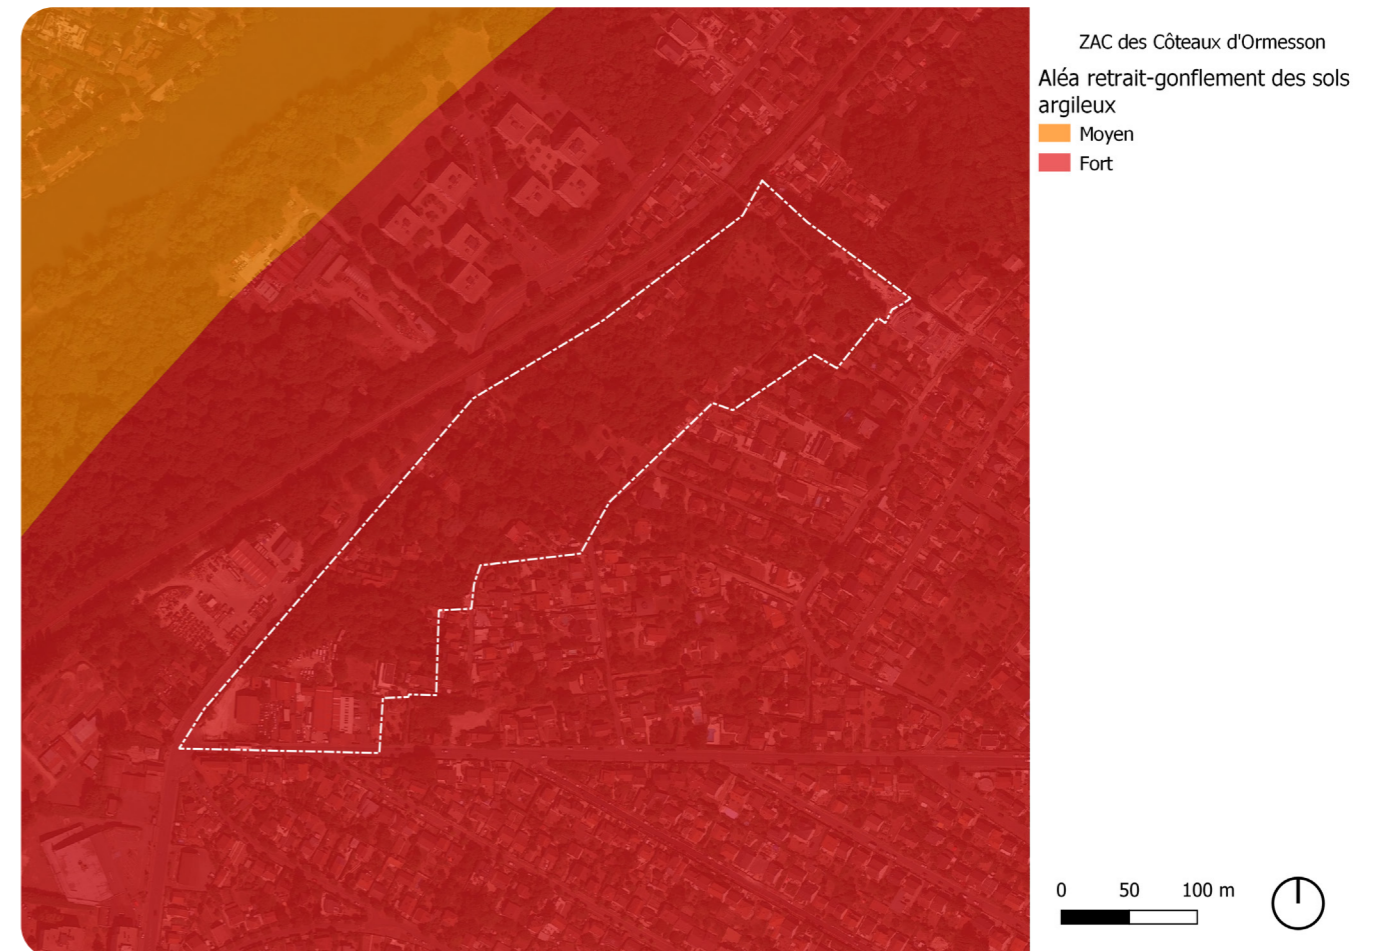 ZAC des Côteaux d'Ormesson
Aléa retrait-gonflement des sols
argileux
Moyen
Fort
0 50 100 m